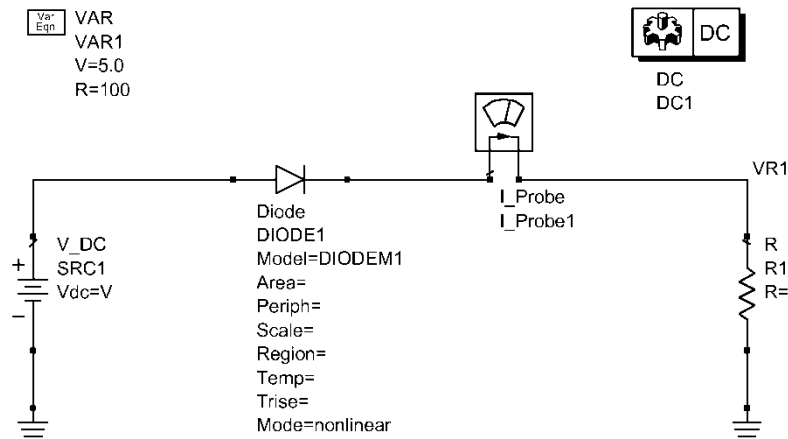 Var
Eqn
VAR
VAR1
V=5.0
R=100
DC
DC
DC1
VR1
I_Probe
I_Probe1
Diode
DIODE1
Model=DIODEM1
Area=
Periph=
Scale=
Region=
Temp=
Trise=
Mode=nonlinear
+
V_DC
SRC1
Vdc=V
−
R
R1
R=